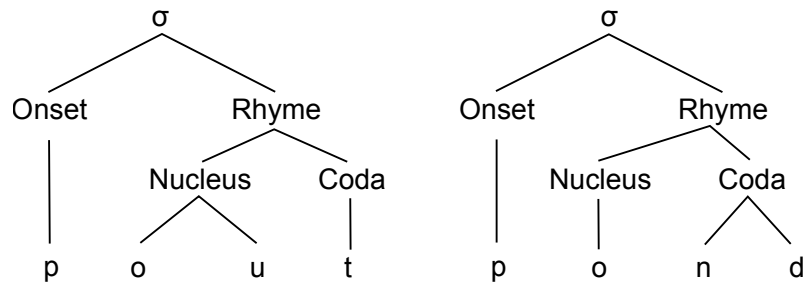 σ σ
Onset Rhyme Onset Rhyme
Nucleus Coda Nucleus Coda
p o u t p o n d